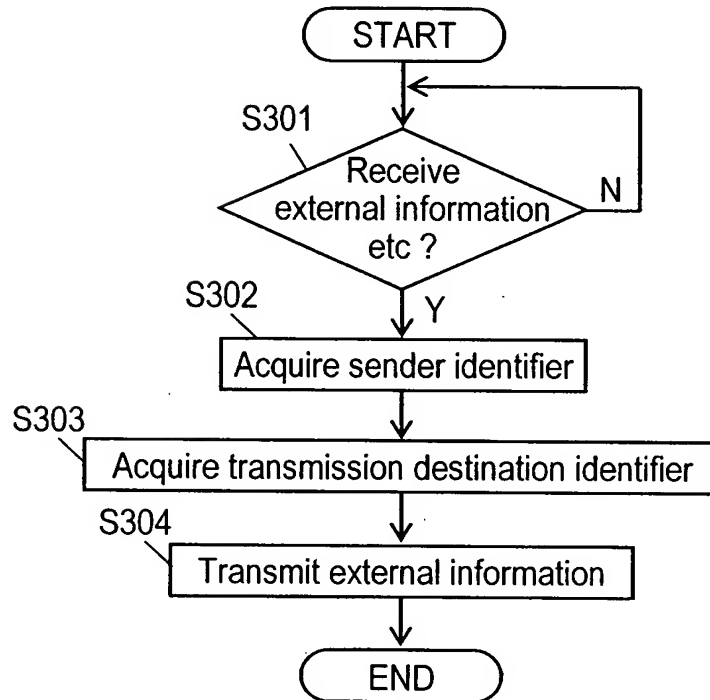 START
S301
Receive
external information
etc ?
N
Y
S302
Acquire sender identifier
S303
Acquire transmission destination identifier
S304
Transmit external information
END